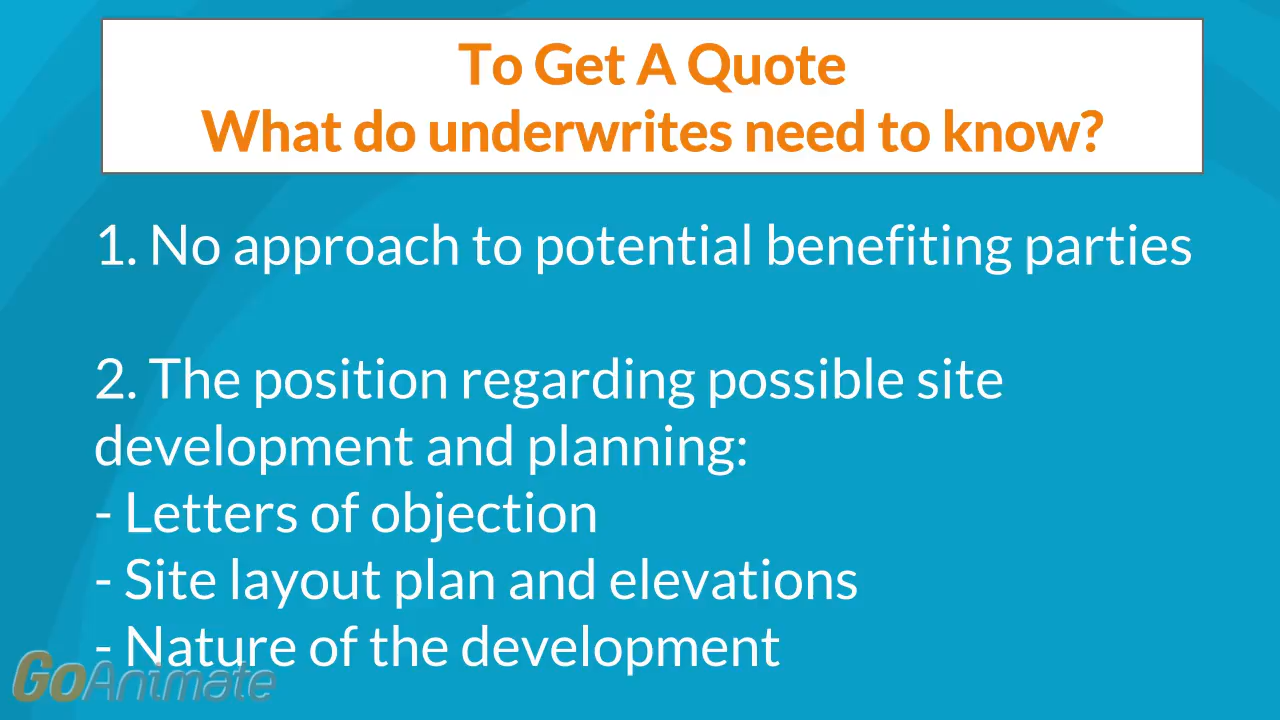 To Get A Quote
What do underwrites need to know?
1. No approach to potential benefiting parties
2. The position regarding possible site
development and planning:
- Letters of objection
- Site layout plan and elevations
- Nature of the development
GoAnimate